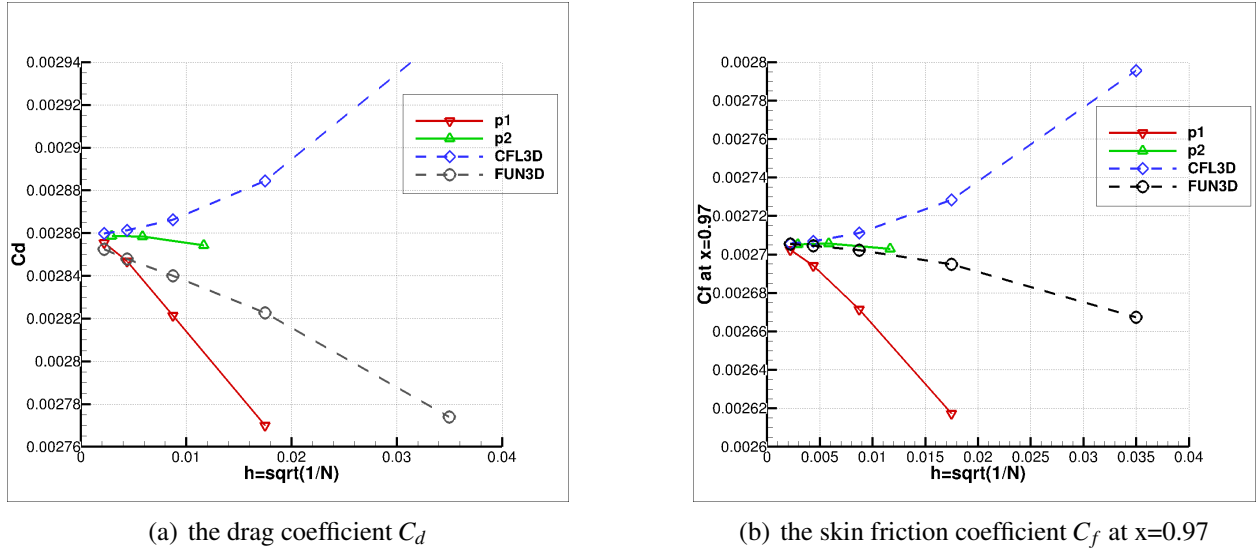 0.00294
0.00292
0.0029
0.00288
0.00286
0.00284
0.00282
0.0028
0.00278
0.00276
Cd
0 0.01 0.02 0.03 0.04
h=sqrt(1/N)
p1
p2
CFL3D
FUN3D
(a) the drag coefficient C_d
0.0028
0.00278
0.00276
0.00274
0.00272
0.0027
0.00268
0.00266
0.00264
0.00262
0.0026
Cf at x=0.97
0 0.005 0.01 0.015 0.02 0.025 0.03 0.035 0.04
h=sqrt(1/N)
p1
p2
CFL3D
FUN3D
(b) the skin friction coefficient C_f at x=0.97